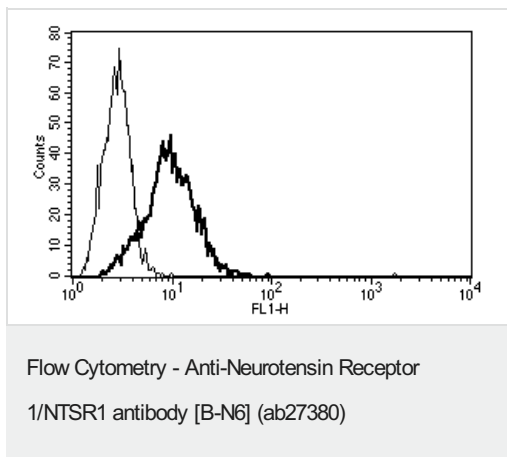 80
70
60
50
40
30
20
10
0
Counts
10^0 10^1 10^2 10^3 10^4
FL1-H
Flow Cytometry - Anti-Neurotensin Receptor
1/NTSR1 antibody [B-N6] (ab27380)